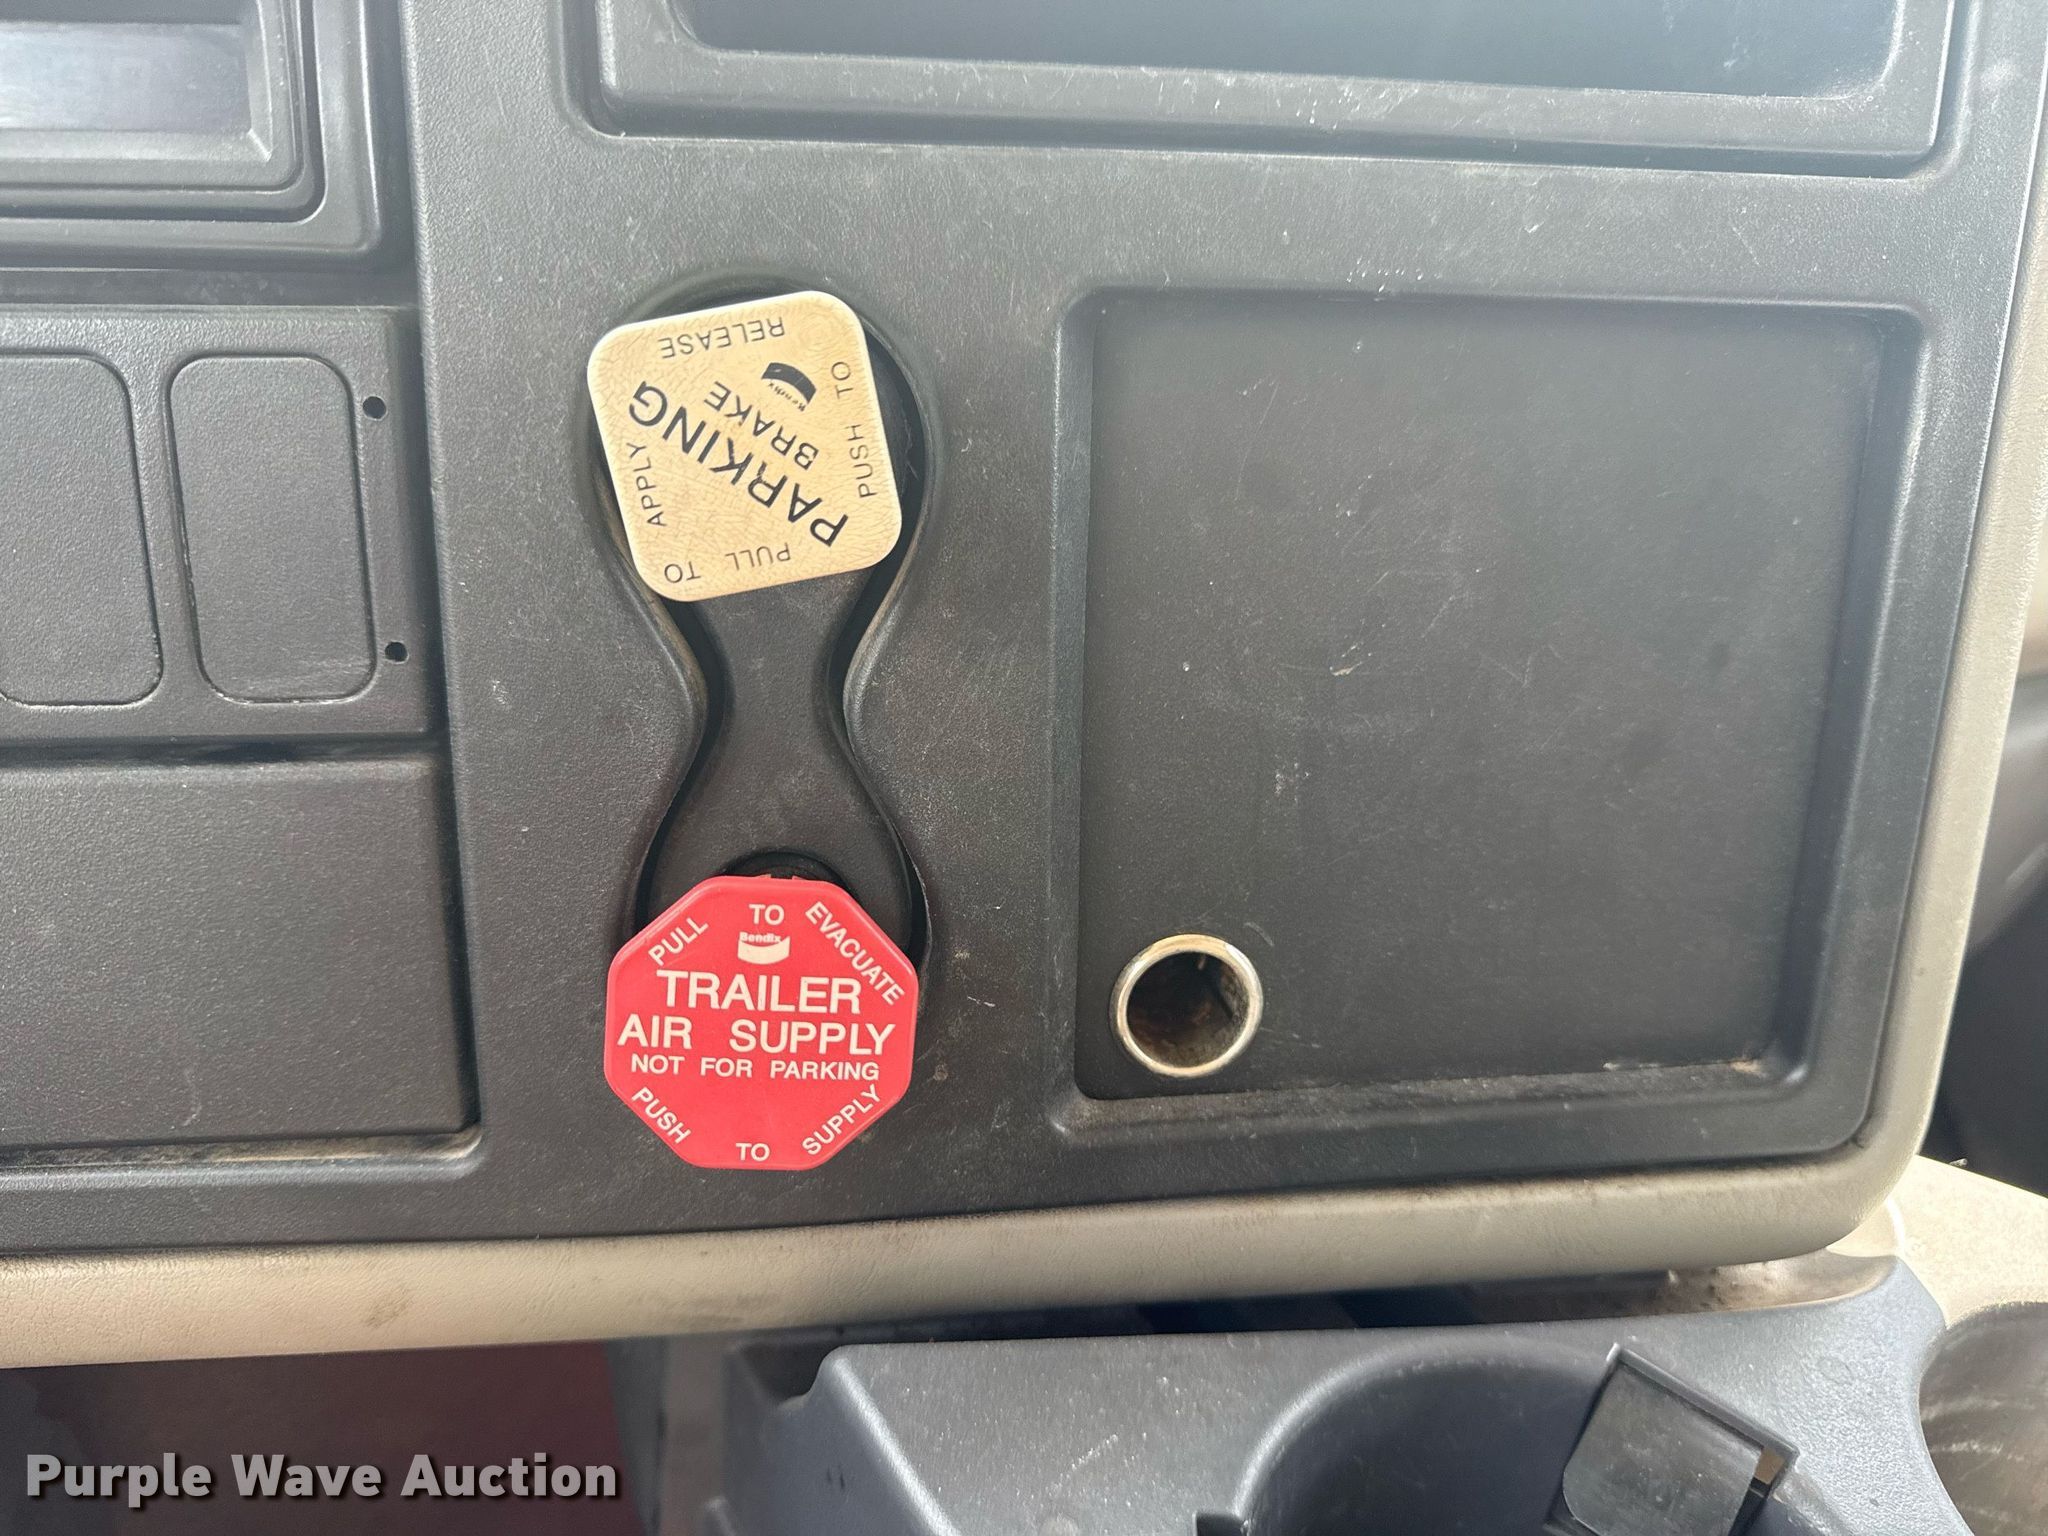 PULL TO APPLY
Bendix
PARKING
BRAKE
PUSH TO RELEASE
PULL TO EVACUATE
Bendix
TRAILER
AIR SUPPLY
NOT FOR PARKING
PUSH TO SUPPLY
Purple Wave Auction